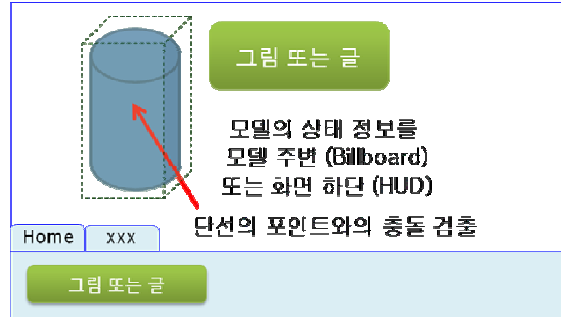 그림 또는 글
모델의 상태 정보를
모델 주변 (Billboard)
또는 화면 하단 (HUD)
단선의 포인트와의 충돌 검출
Home xxx
그림 또는 글